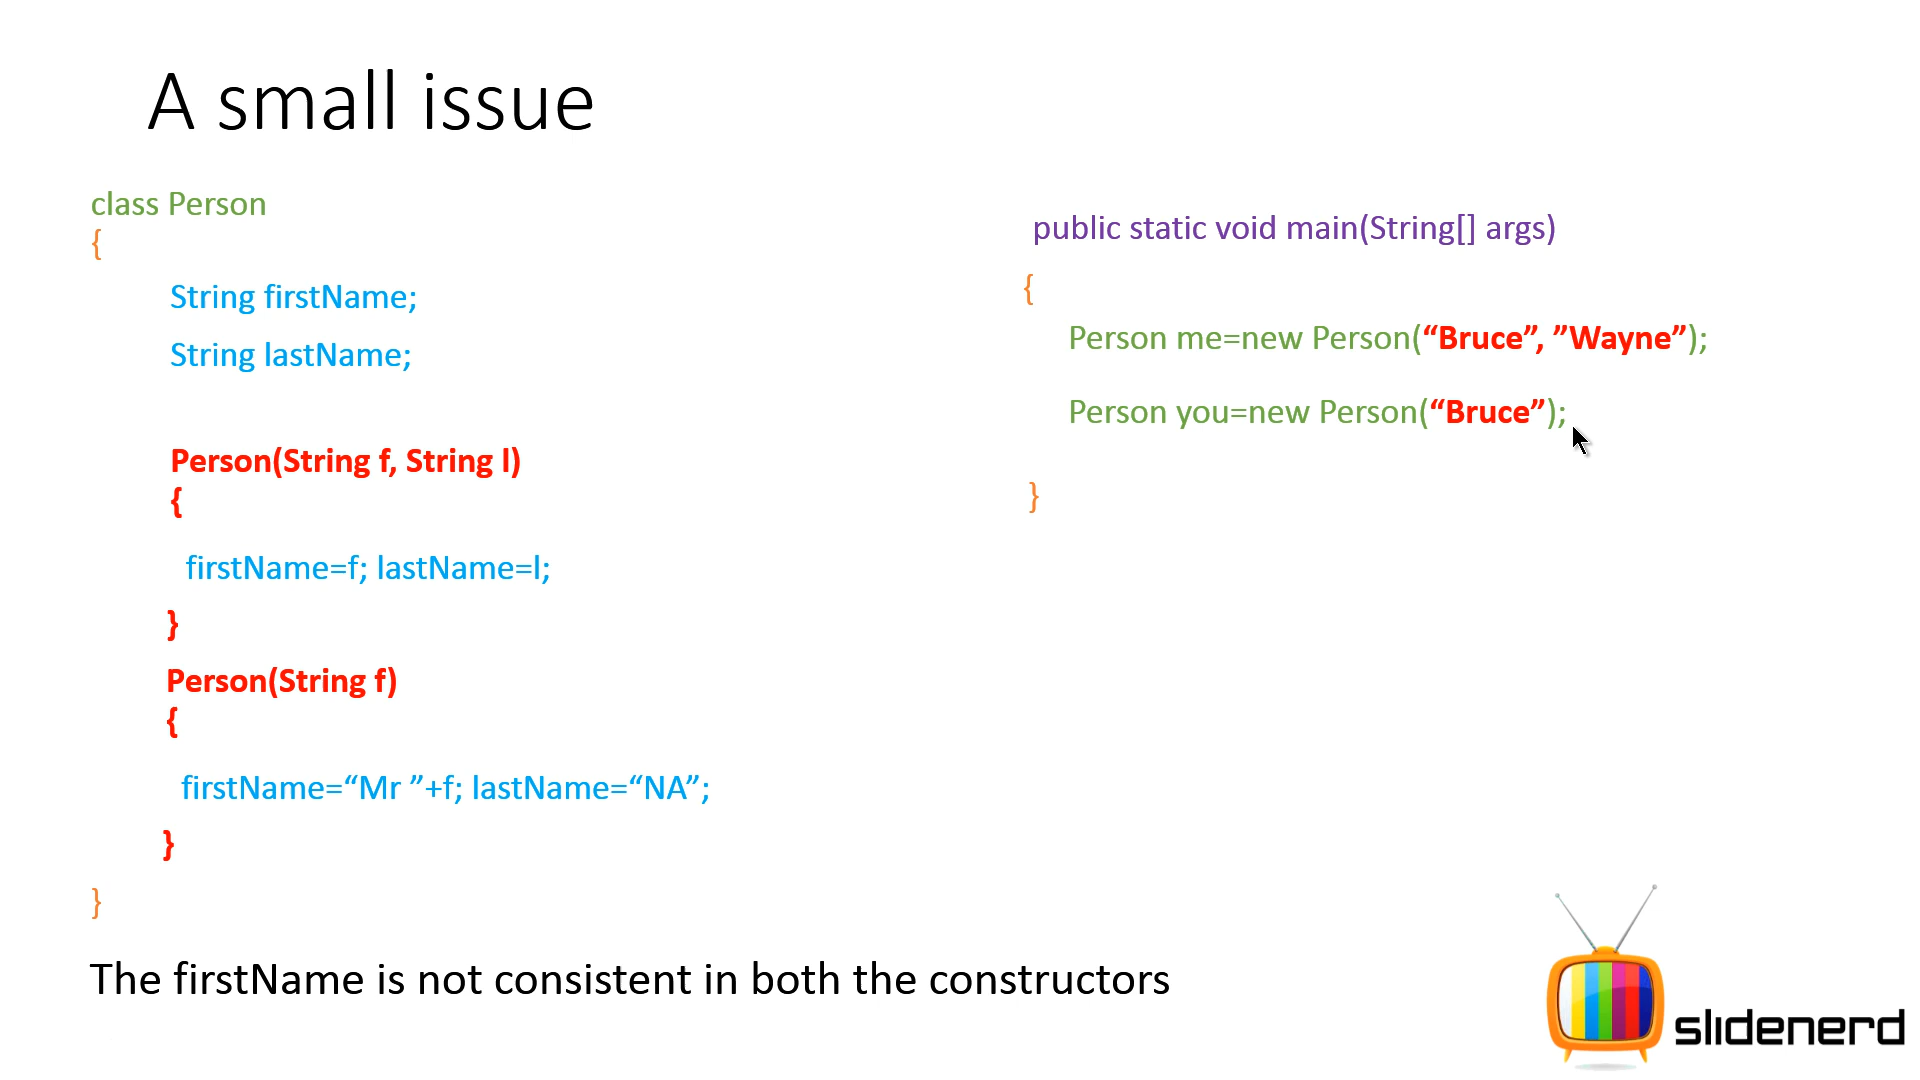 A small issue
class Person
{
String firstName;
String lastName;
Person(String f, String l)
{
firstName=f; lastName=l;
}
Person(String f)
{
firstName=“Mr ”+f; lastName=“NA”;
}
}
public static void main(String[] args)
{
Person me=new Person(“Bruce”, ”Wayne”);
Person you=new Person(“Bruce”);
}
The firstName is not consistent in both the constructors
slidenerd